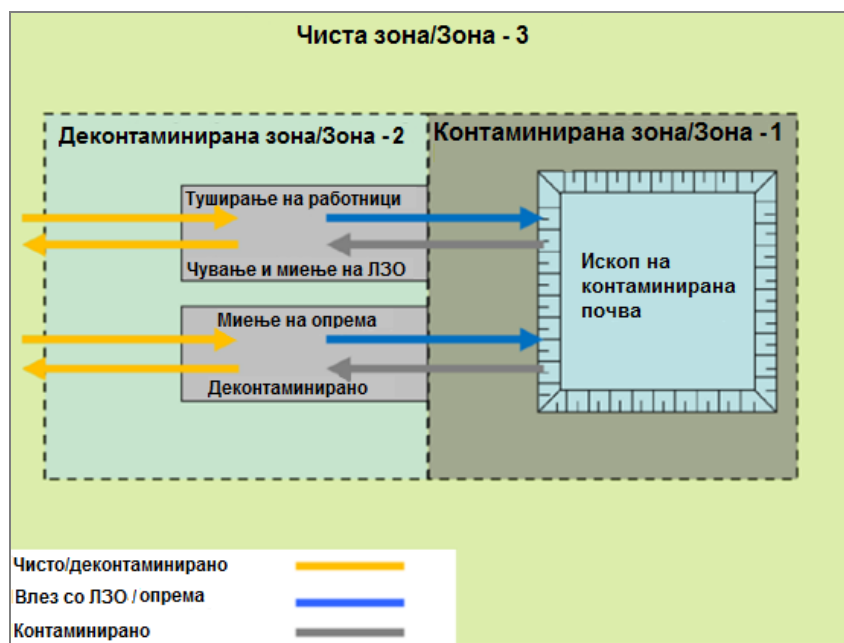 Чиста зона/Зона - 3
Деконтаминирана зона/Зона - 2
Контаминирана зона/Зона - 1
Туширање на работници
Чување и миење на ЛЗО
Миење на опрема
Деконтаминирано
Ископ на
контаминирана
почва
Чисто/деконтаминирано
Влез со ЛЗО / опрема
Контаминирано